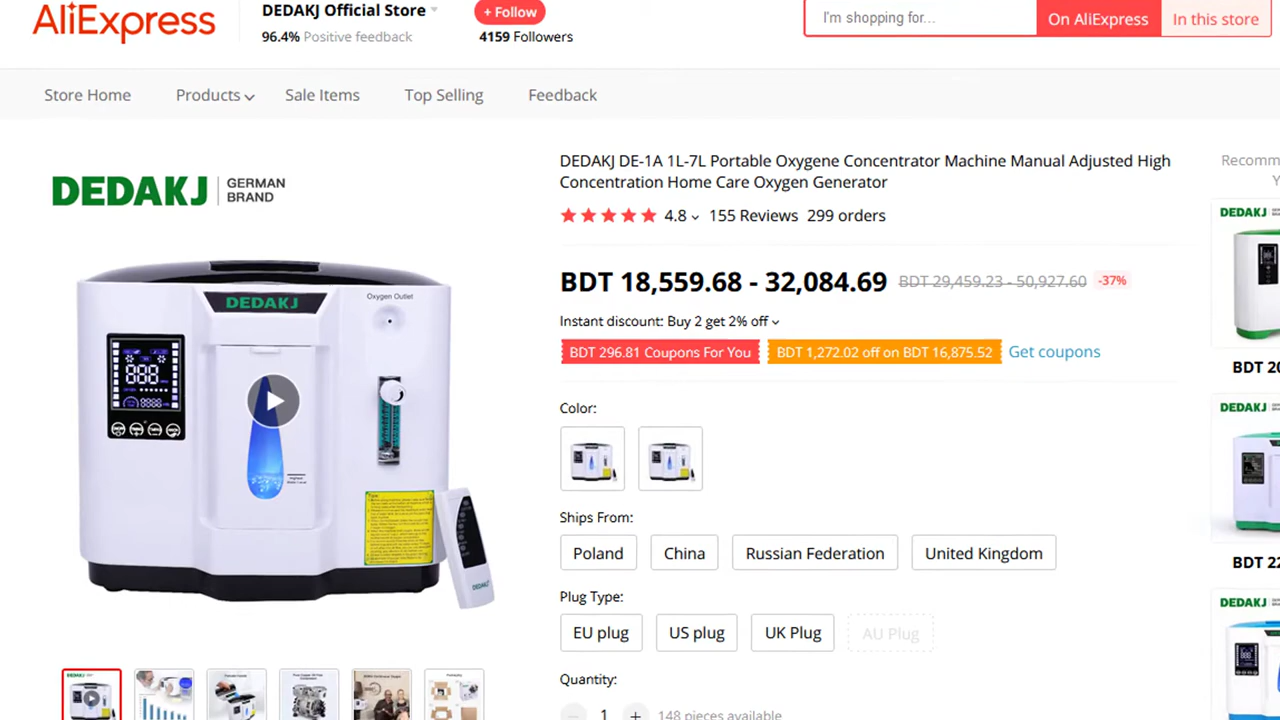 AliExpress
DEDAKJ Official Store
96.4% Positive feedback
+ Follow
4159 Followers
I'm shopping for...
On AliExpress
In this store
Store Home
Products
Sale Items
Top Selling
Feedback
DEDAKJ
GERMAN
BRAND
DEDAKJ
Oxygen Outlet
DEDAKJ
DEDAKJ DE-1A 1L-7L Portable Oxygene Concentrator Machine Manual Adjusted High
Concentration Home Care Oxygen Generator
4.8
155 Reviews
299 orders
BDT 18,559.68 - 32,084.69
BDT 29,459.23 - 50,927.60
-37%
Instant discount: Buy 2 get 2% off
BDT 296.81 Coupons For You
BDT 1,272.02 off on BDT 16,875.52
Get coupons
Color:
Ships From:
Poland
China
Russian Federation
United Kingdom
Plug Type:
EU plug
US plug
UK Plug
AU Plug
Quantity:
1
+
148 pieces available
Recomm
Y
DEDAKJ
BDT 20
DEDAKJ
BDT 22
DEDAKJ